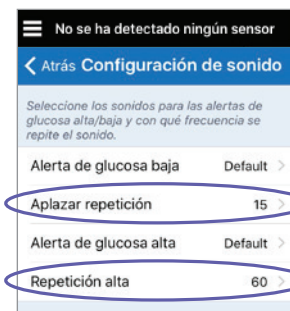 No se ha detectado ningún sensor
Atrás Configuración de sonido
Seleccione los sonidos para las alertas de
glucosa alta/baja y con qué frecuencia se
repite el sonido.
Alerta de glucosa baja Default
Aplazar repetición 15
Alerta de glucosa alta Default
Repetición alta 60